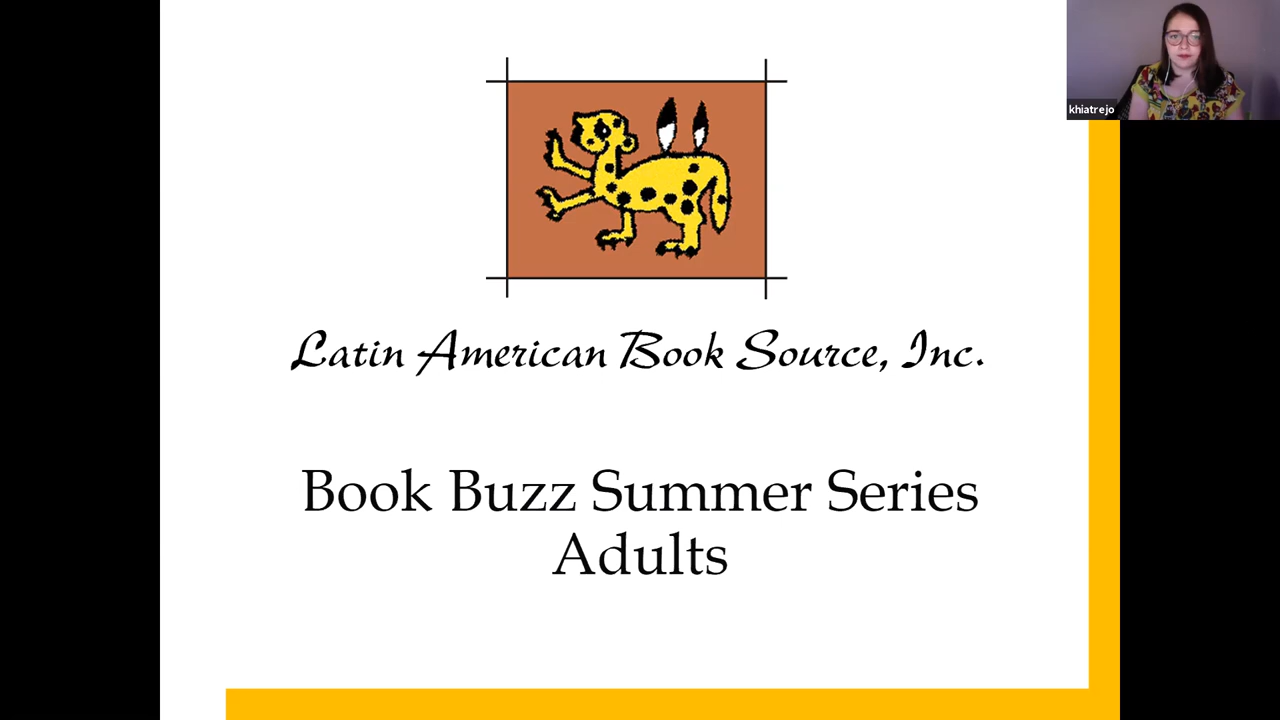 khiatrejo
Latin American Book Source, Inc.
Book Buzz Summer Series
Adults